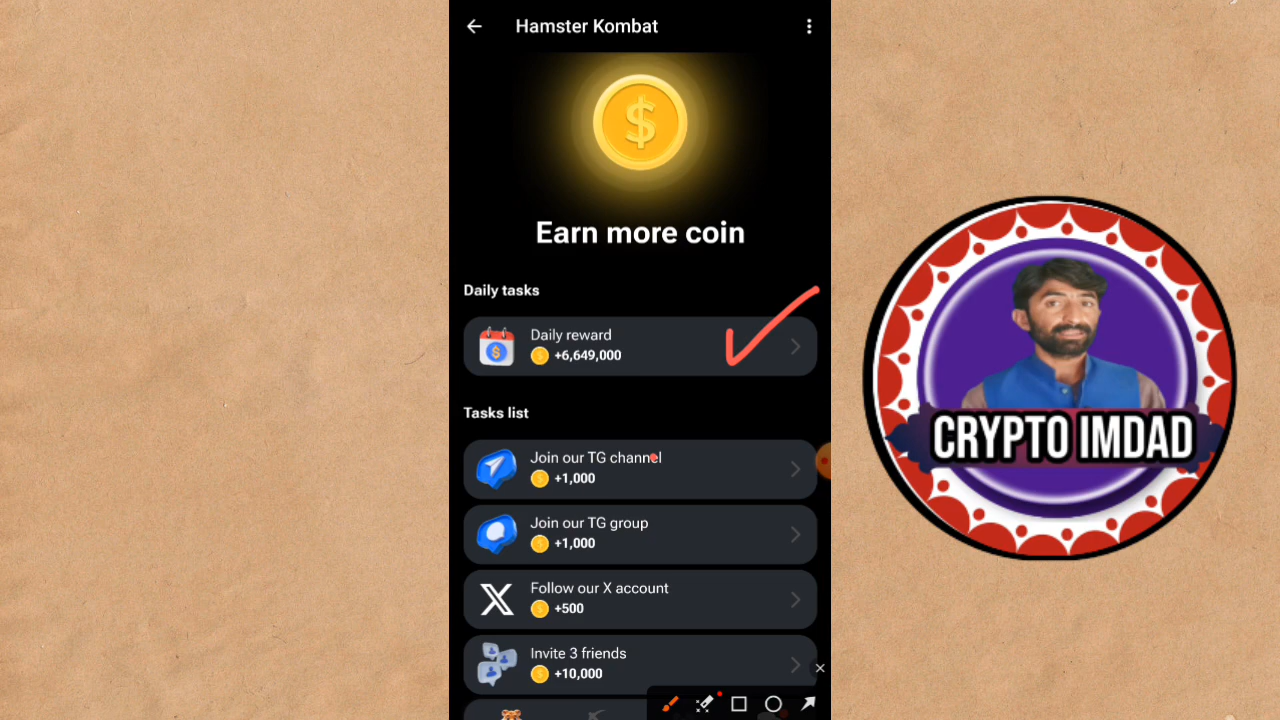 Hamster Kombat
Earn more coin
Daily tasks
Daily reward
+6,649,000
Tasks list
Join our TG channel
+1,000
Join our TG group
+1,000
Follow our X account
+500
Invite 3 friends
+10,000
CRYPTO IMDAD